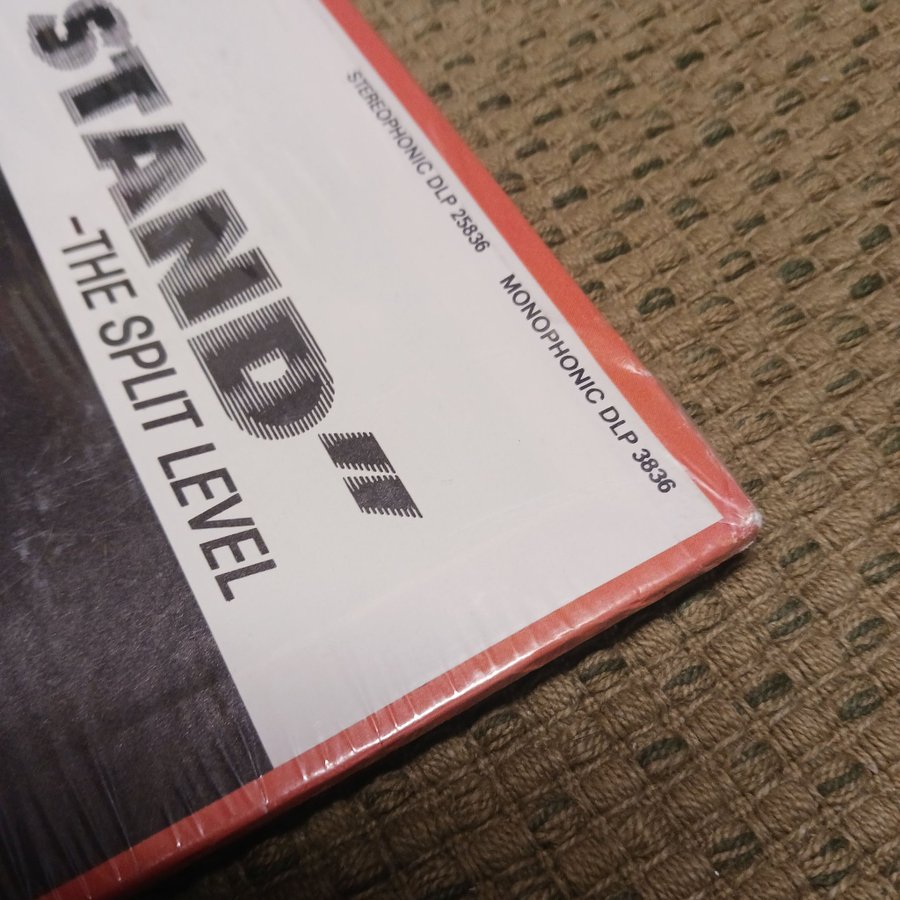 STEREOPHONIC DLP 25836 MONOPHONIC DLP 3836
STAND"
-THE SPLIT LEVEL